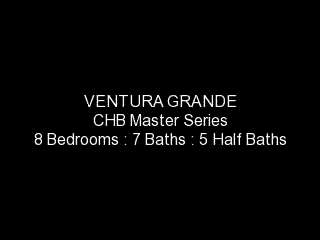 VENTURA GRANDE
CHB Master Series
8 Bedrooms : 7 Baths : 5 Half Baths